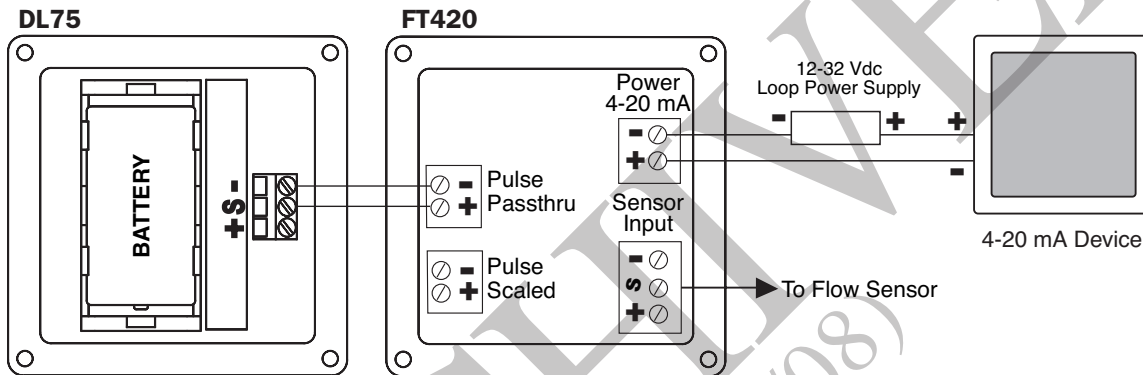 DL75
FT420
BATTERY
+ S -
Power
4-20 mA
-
+
12-32 Vdc
Loop Power Supply
- +
+
-
4-20 mA Device
- Pulse
+ Passthru
Sensor
Input
- Pulse
+ Scaled
-
S
+
To Flow Sensor